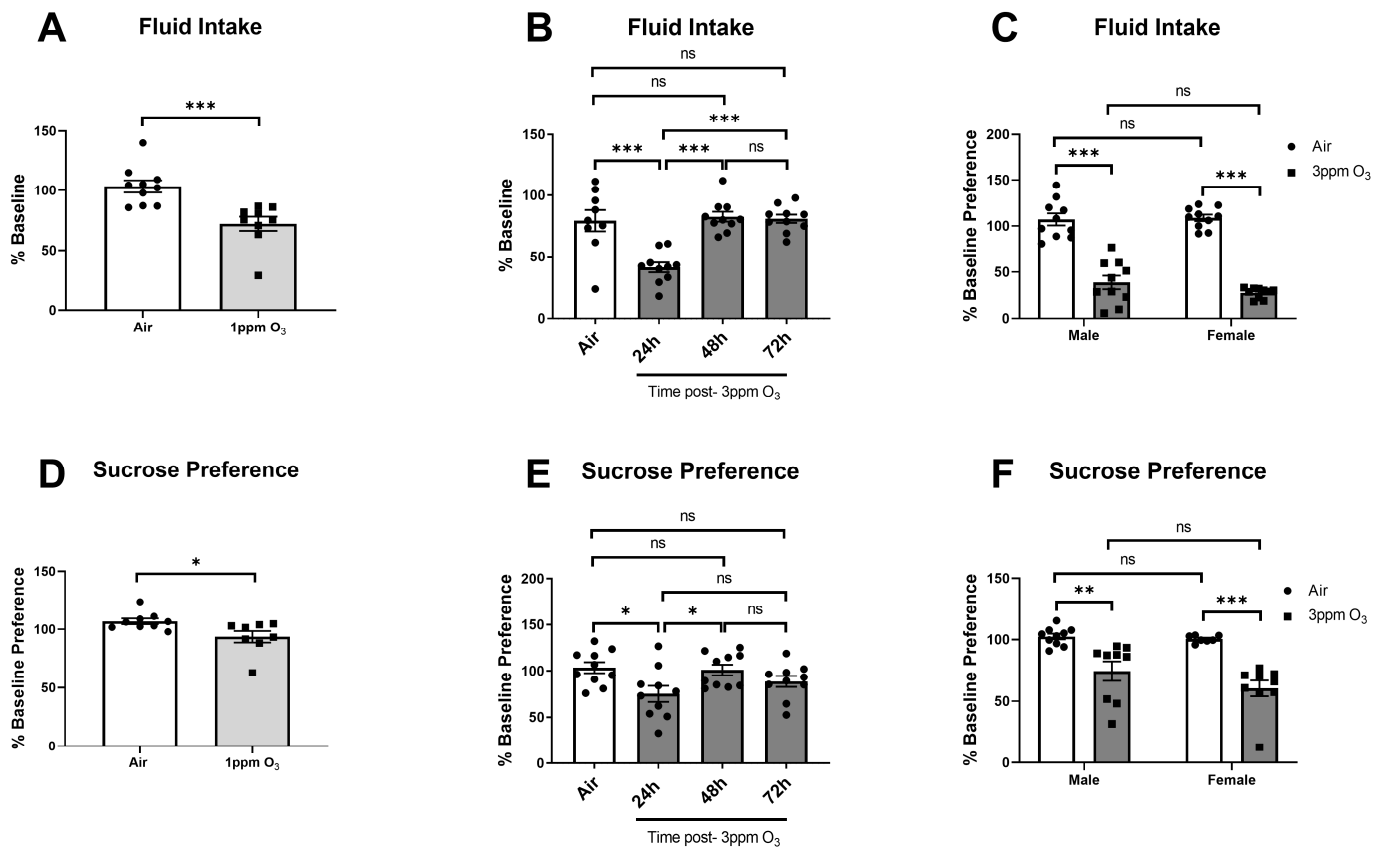 A
Fluid Intake
***
% Baseline
150
100
50
0
Air
1ppm O₃
B
Fluid Intake
ns
ns
***
*** *** ns
% Baseline
150
100
50
0
Air
24h
48h
72h
Time post- 3ppm O₃
C
Fluid Intake
ns
ns
***
***
% Baseline Preference
200
150
100
50
0
Male
Female
Air
3ppm O₃
D
Sucrose Preference
*
% Baseline Preference
150
100
50
0
Air
1ppm O₃
E
Sucrose Preference
ns
ns
ns
* * ns
% Baseline Preference
200
150
100
50
0
Air
24h
48h
72h
Time post- 3ppm O₃
F
Sucrose Preference
ns
ns
**
***
% Baseline Preference
150
100
50
0
Male
Female
Air
3ppm O₃